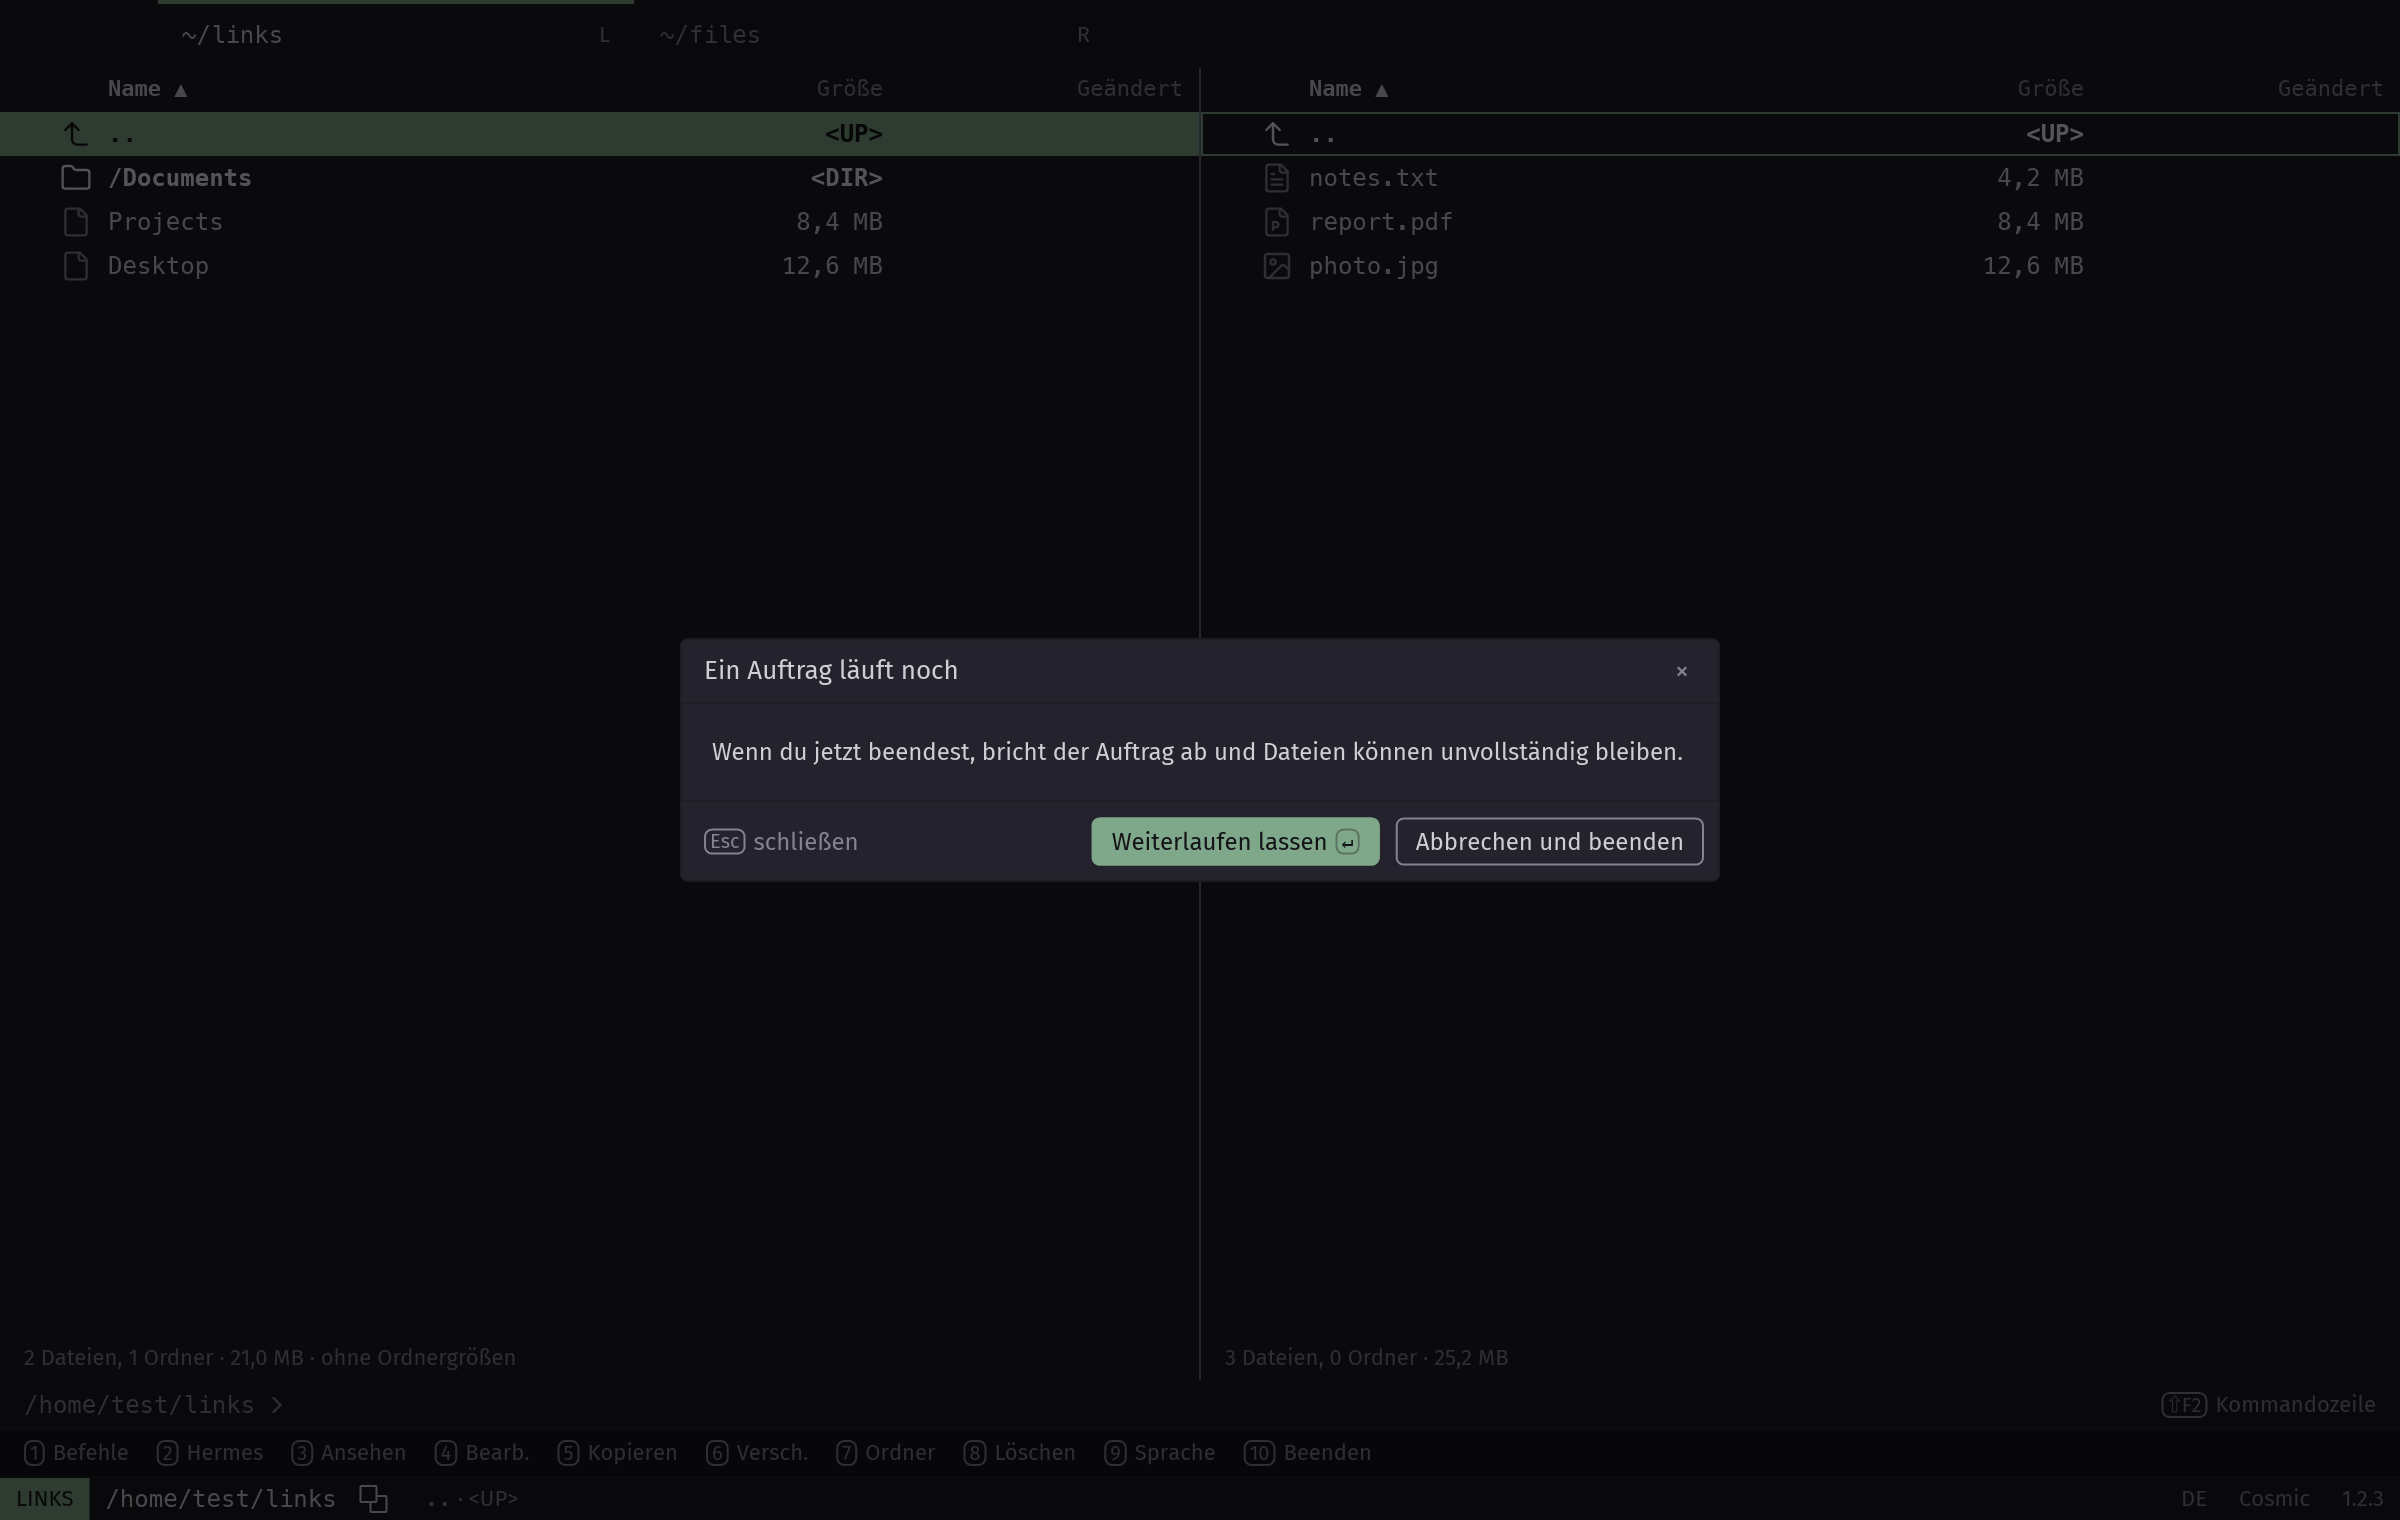 ~/links L ~/files R
Name ▲ Größe Geändert Name ▲ Größe Geändert
.. <UP> .. <UP>
/Documents <DIR> notes.txt 4,2 MB
Projects 8,4 MB report.pdf 8,4 MB
Desktop 12,6 MB photo.jpg 12,6 MB
Ein Auftrag läuft noch ×
Wenn du jetzt beendest, bricht der Auftrag ab und Dateien können unvollständig bleiben.
Esc schließen Weiterlaufen lassen ↵ Abbrechen und beenden
2 Dateien, 1 Ordner · 21,0 MB · ohne Ordnergrößen 3 Dateien, 0 Ordner · 25,2 MB
/home/test/links > ⇧F2 Kommandozeile
1 Befehle 2 Hermes 3 Ansehen 4 Bearb. 5 Kopieren 6 Versch. 7 Ordner 8 Löschen 9 Sprache 10 Beenden
LINKS /home/test/links .. · <UP> DE Cosmic 1.2.3